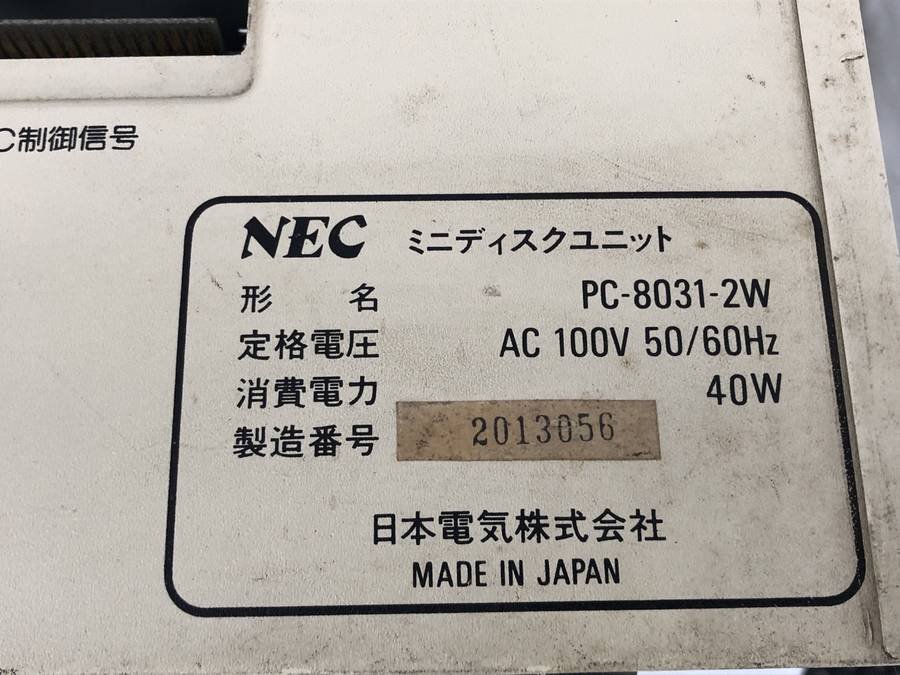 C制御信号
NEC ミニディスクユニット
形 名 PC-8031-2W
定格電圧 AC 100V 50/60Hz
消費電力 40W
製造番号 2013056
日本電気株式会社
MADE IN JAPAN